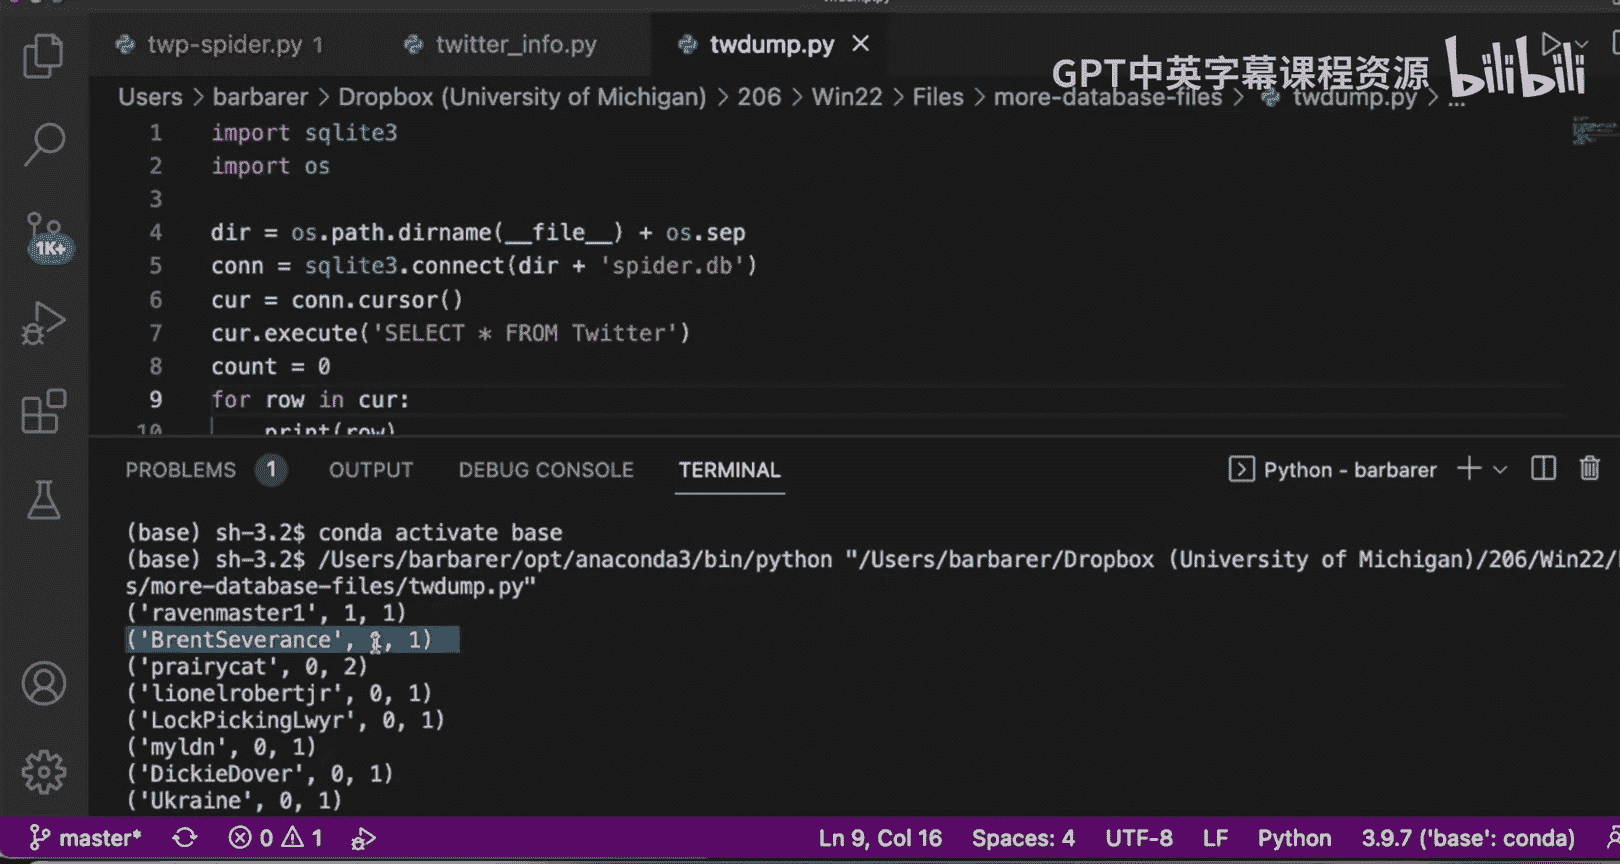 twp-spider.py 1 twitter_info.py twdump.py
GPT中英字幕课程资源 bilibili
Users > barbarer > Dropbox (University of Michigan) > 206 > Win22 > Files > more-database-files > twdump.py > ...
1 import sqlite3
2 import os
3
4 dir = os.path.dirname(__file__) + os.sep
5 conn = sqlite3.connect(dir + 'spider.db')
6 cur = conn.cursor()
7 cur.execute('SELECT * FROM Twitter')
8 count = 0
9 for row in cur:
10 print(row)
1K+
PROBLEMS 1 OUTPUT DEBUG CONSOLE TERMINAL Python - barbarer
(base) sh-3.2$ conda activate base
(base) sh-3.2$ /Users/barbarer/opt/anaconda3/bin/python "/Users/barbarer/Dropbox (University of Michigan)/206/Win22/
s/more-database-files/twdump.py"
('ravenmaster1', 1, 1)
('BrentSeverance', , 1)
('prairycat', 0, 2)
('lionelrobertjr', 0, 1)
('LockPickingLwyr', 0, 1)
('myldn', 0, 1)
('DickieDover', 0, 1)
('Ukraine', 0, 1)
master* 0 1 Ln 9, Col 16 Spaces: 4 UTF-8 LF Python 3.9.7 ('base': conda)